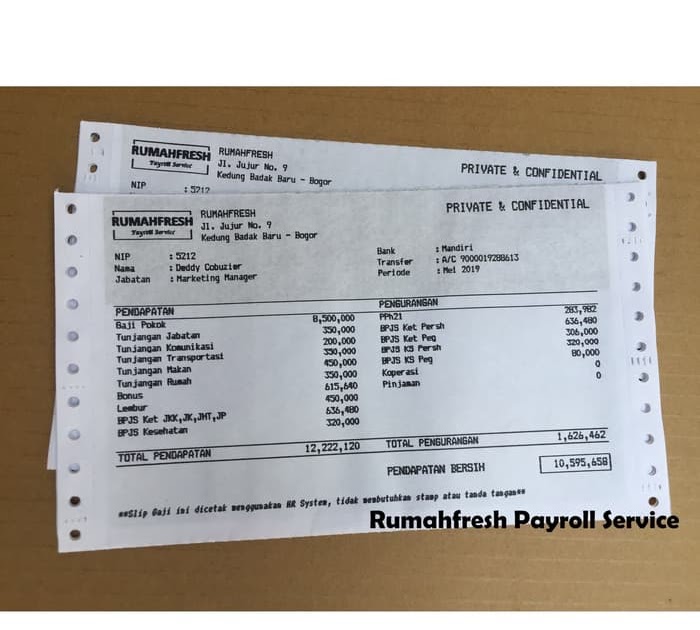 RUMAHFRESH
Payroll Service
RUMAHFRESH
Jl. Jujur No. 9
Kedung Badak Baru - Bogor
PRIVATE & CONFIDENTIAL
NIP : 5212
RUMAHFRESH
Payroll Service
RUMAHFRESH
Jl. Jujur No. 9
Kedung Badak Baru - Bogor
PRIVATE & CONFIDENTIAL
NIP : 5212
Nama : Deddy Cobuzier
Jabatan : Marketing Manager
Bank : Mandiri
Transfer : A/C 9000019288613
Periode : Mei 2019
PENDAPATAN
Gaji Pokok 8,500,000
Tunjangan Jabatan 350,000
Tunjangan Komunikasi 200,000
Tunjangan Transportasi 350,000
Tunjangan Makan 450,000
Tunjangan Rumah 350,000
Bonus 615,640
Lembur 450,000
BPJS Ket JKK,JK,JHT,JP 636,480
BPJS Kesehatan 320,000
TOTAL PENDAPATAN 12,222,120
PENGURANGAN
PPh21 283,982
BPJS Ket Persh 636,480
BPJS Ket Peg 306,000
BPJS KS Persh 320,000
BPJS KS Peg 80,000
Koperasi 0
Pinjaman 0
TOTAL PENGURANGAN 1,626,462
PENDAPATAN BERSIH 10,595,658
**Slip Gaji ini dicetak menggunakan HR System, tidak membutuhkan stamp atau tanda tangan**
Rumahfresh Payroll Service